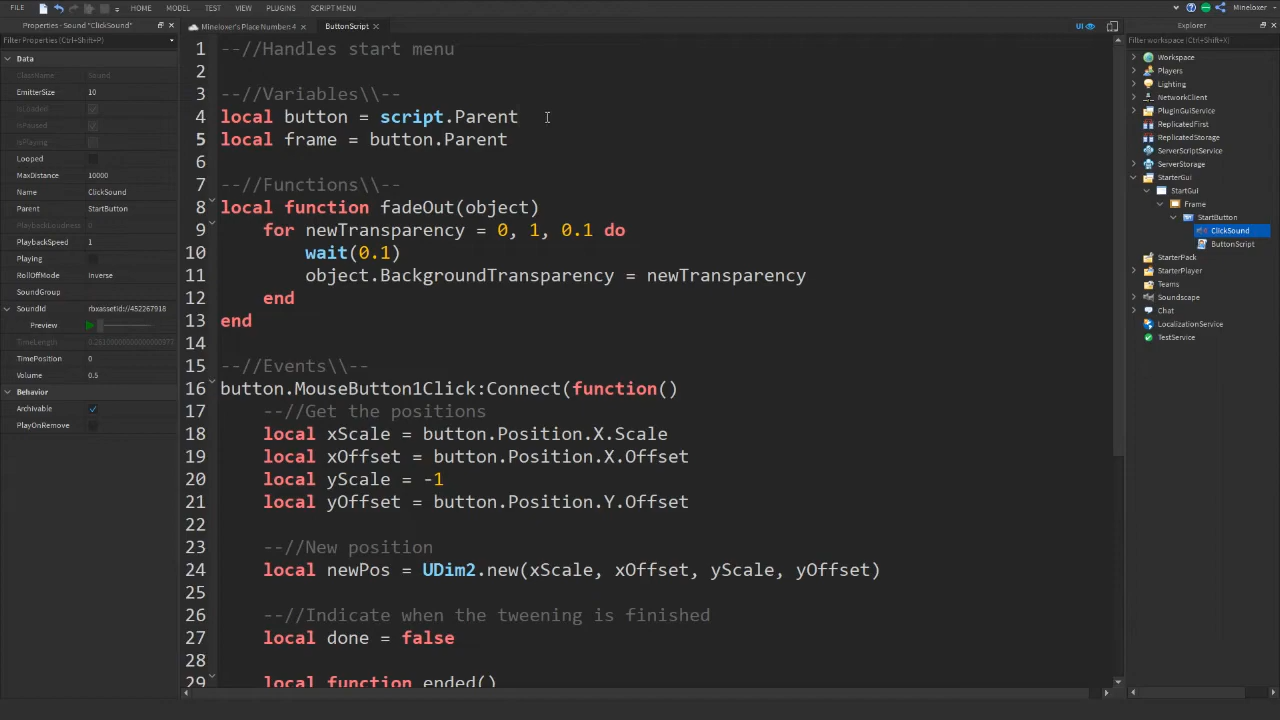 FILE HOME MODEL TEST VIEW PLUGINS SCRIPT MENU Mineloxer
Properties - Sound "ClickSound"
Filter Properties (Ctrl+Shift+P)
Data
ClassName Sound
EmitterSize 10
IsLoaded
IsPaused
IsPlaying
Looped
MaxDistance 10000
Name ClickSound
Parent StartButton
PlaybackLoudness 0
PlaybackSpeed 1
Playing
RollOffMode Inverse
SoundGroup
SoundId rbxassetid://452267918
Preview
TimeLength
TimePosition 0
Volume 0.5
Behavior
Archivable
PlayOnRemove
Mineloxer's Place Number:4 × ButtonScript ×
UI
1 --//Handles start menu
2
3 --//Variables\\--
4 local button = script.Parent
5 local frame = button.Parent
6
7 --//Functions\\--
8 local function fadeOut(object)
9 for newTransparency = 0, 1, 0.1 do
10 wait(0.1)
11 object.BackgroundTransparency = newTransparency
12 end
13 end
14
15 --//Events\\--
16 button.MouseButton1Click:Connect(function()
17 --//Get the positions
18 local xScale = button.Position.X.Scale
19 local xOffset = button.Position.X.Offset
20 local yScale = -1
21 local yOffset = button.Position.Y.Offset
22
23 --//New position
24 local newPos = UDim2.new(xScale, xOffset, yScale, yOffset)
25
26 --//Indicate when the tweening is finished
27 local done = false
28
29 local function ended()
Explorer
Filter workspace (Ctrl+Shift+X)
Workspace
Players
Lighting
NetworkClient
PluginGuiService
ReplicatedFirst
ReplicatedStorage
ServerScriptService
ServerStorage
StarterGui
StartGui
Frame
StartButton
ClickSound
ButtonScript
StarterPack
StarterPlayer
Teams
Soundscape
Chat
LocalizationService
TestService